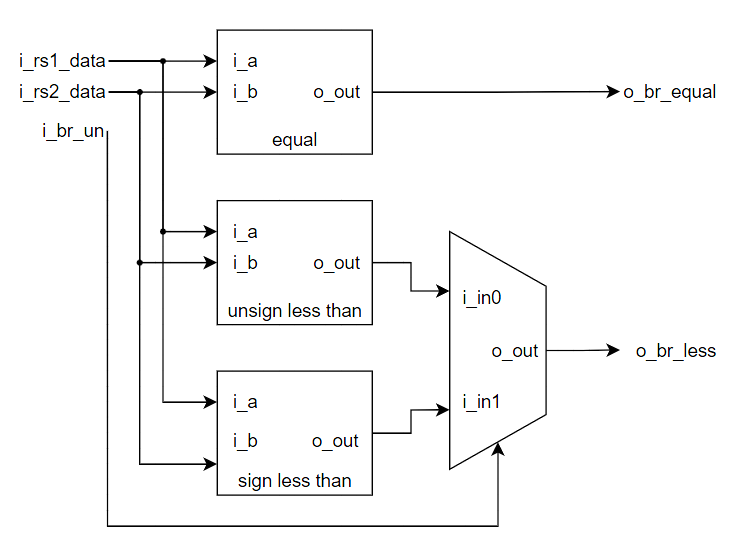 i_rs1_data
i_rs2_data
i_br_un
i_a
i_b
o_out
equal
o_br_equal
i_a
i_b
o_out
unsign less than
i_a
i_b
o_out
sign less than
i_in0
o_out
i_in1
o_br_less